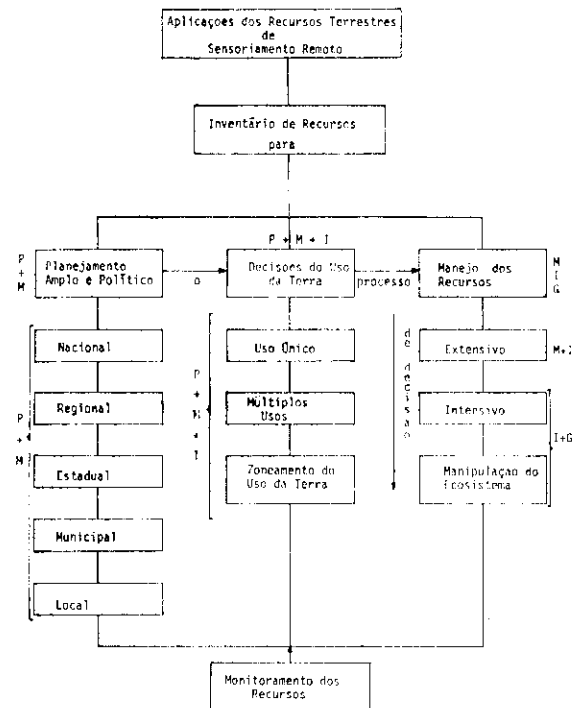 Aplicações dos Recursos Terrestres
de
Sensoriamento Remoto
Inventário de Recursos
para
P + M
Planejamento
Amplo e Político
o
P + M + I
Decisões do Uso
da Terra
processo
Manejo dos
Recursos
M I G
P + M
Nacional
Regional
Estadual
Municipal
Local
P + M + I
Uso Único
Múltiplos
Usos
Zoneamento do
Uso da Terra
de decisão
Extensivo
Intensivo
I+G
Manipulação do
Ecosistema
Monitoramento dos
Recursos